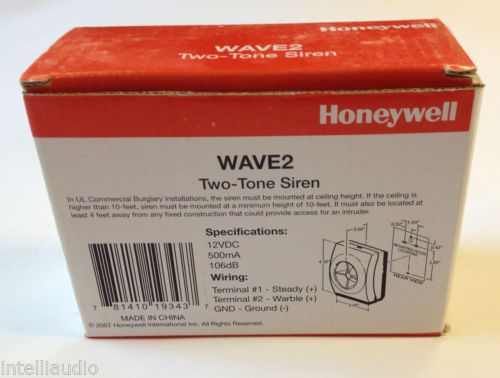 WAVE2
Two-Tone Siren
Honeywell
WAVE2
Two-Tone Siren
In UL Commercial Burglary installations, the siren must be mounted at ceiling height. If the ceiling is
higher than 10-feet, siren must be mounted at a minimum height of 10-feet. It must also be located at
least 4 feet away from any fixed construction that could provide access for an intruder.
Specifications:
12VDC
500mA
106dB
Wiring:
Terminal #1 - Steady (+)
Terminal #2 - Warble (+)
GND - Ground (-)
7 81410 19343 7
MADE IN CHINA
© 2007 Honeywell International Inc. All Rights Reserved.
REAR VIEW
intelliaudio